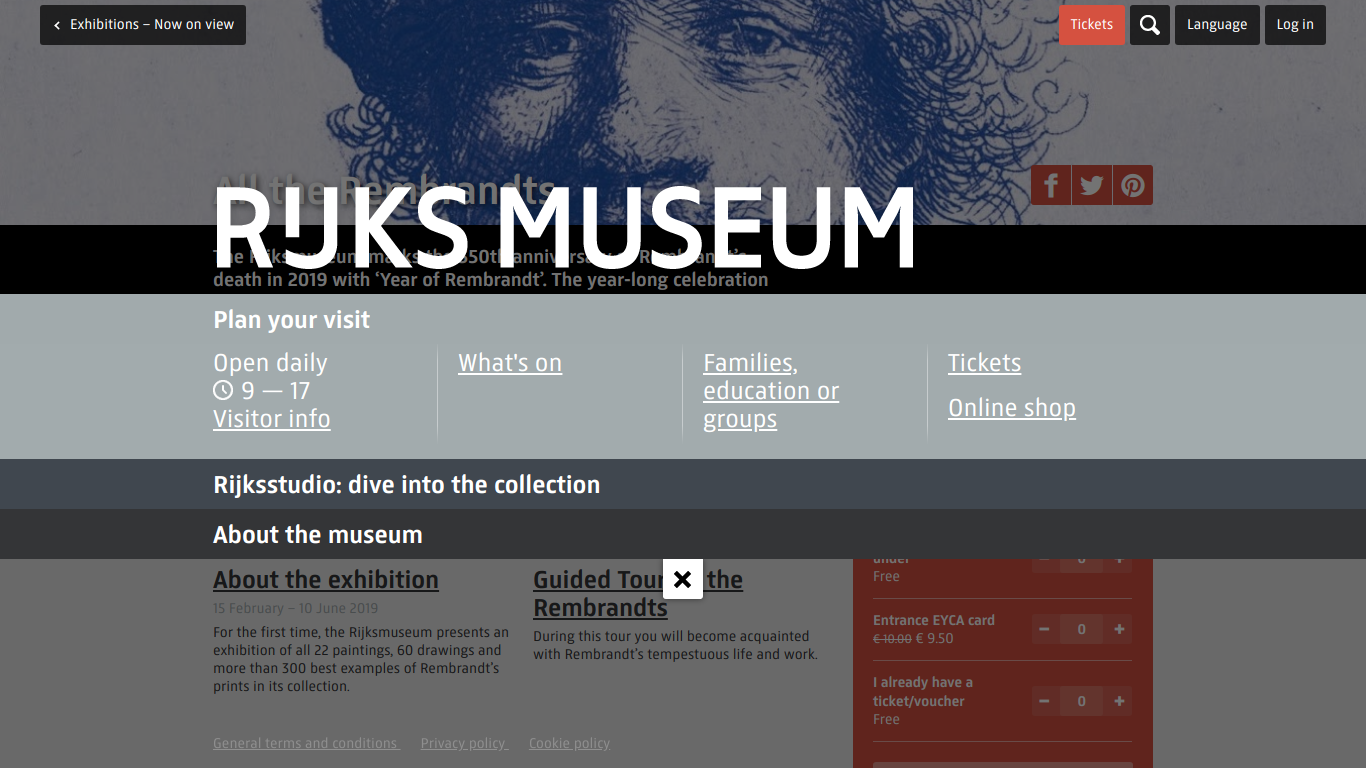 Exhibitions – Now on view
Tickets
Language
Log in
All the Rembrandts
RIJKS MUSEUM
The Rijksmuseum marks the 350th anniversary of Rembrandt's
death in 2019 with ‘Year of Rembrandt’. The year-long celebration
Plan your visit
Open daily
9 — 17
Visitor info
What's on
Families,
education or
groups
Tickets
Online shop
Rijksstudio: dive into the collection
About the museum
About the exhibition
15 February – 10 June 2019
For the first time, the Rijksmuseum presents an
exhibition of all 22 paintings, 60 drawings and
more than 300 best examples of Rembrandt's
prints in its collection.
Guided Tour the
Rembrandts
During this tour you will become acquainted
with Rembrandt's tempestuous life and work.
under
Free
0
Entrance EYCA card
€ 10.00 € 9.50
0
I already have a
ticket/voucher
Free
0
General terms and conditions
Privacy policy
Cookie policy